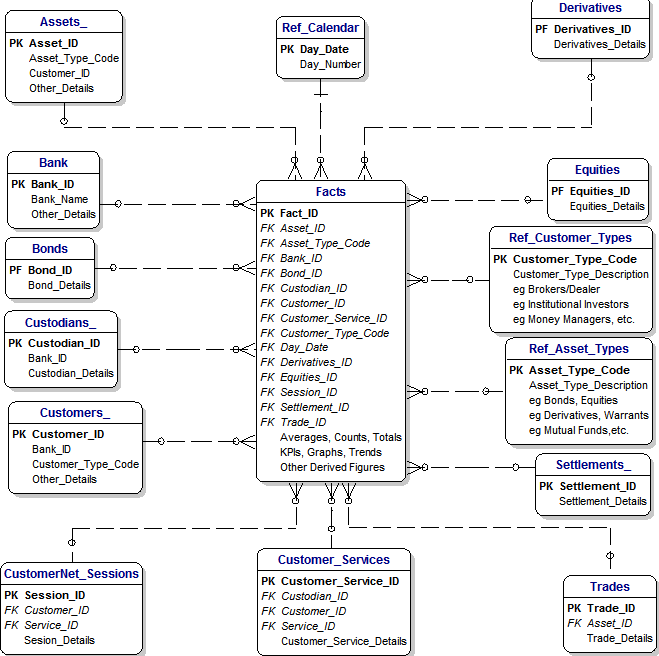 Assets_
PK Asset_ID
Asset_Type_Code
Customer_ID
Other_Details
Ref_Calendar
PK Day_Date
Day_Number
Derivatives
PF Derivatives_ID
Derivatives_Details
Bank
PK Bank_ID
Bank_Name
Other_Details
Bonds
PF Bond_ID
Bond_Details
Custodians_
PK Custodian_ID
Bank_ID
Custodian_Details
Customers_
PK Customer_ID
Bank_ID
Customer_Type_Code
Other_Details
Facts
PK Fact_ID
FK Asset_ID
FK Asset_Type_Code
FK Bank_ID
FK Bond_ID
FK Custodian_ID
FK Customer_ID
FK Customer_Service_ID
FK Customer_Type_Code
FK Day_Date
FK Derivatives_ID
FK Equities_ID
FK Session_ID
FK Settlement_ID
FK Trade_ID
Averages, Counts, Totals
KPIs, Graphs, Trends
Other Derived Figures
Equities
PF Equities_ID
Equities_Details
Ref_Customer_Types
PK Customer_Type_Code
Customer_Type_Description
eg Brokers/Dealer
eg Institutional Investors
eg Money Managers, etc.
Ref_Asset_Types
PK Asset_Type_Code
Asset_Type_Description
eg Bonds, Equities
eg Derivatives, Warrants
eg Mutual Funds,etc.
Settlements_
PK Settlement_ID
Settlement_Details
CustomerNet_Sessions
PK Session_ID
FK Customer_ID
FK Service_ID
Sesion_Details
Customer_Services
PK Customer_Service_ID
FK Custodian_ID
FK Customer_ID
FK Service_ID
Customer_Service_Details
Trades
PK Trade_ID
FK Asset_ID
Trade_Details